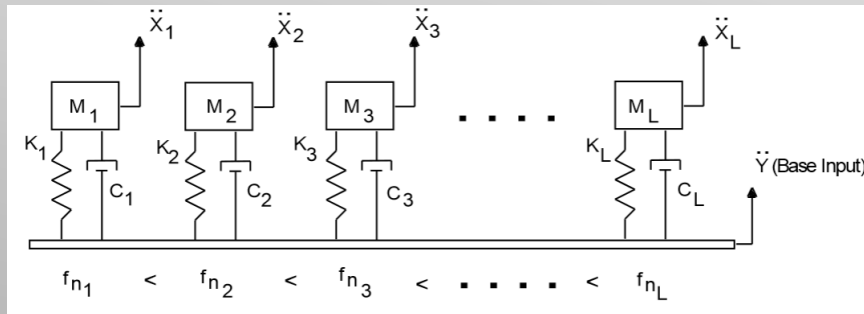 Ẍ1 Ẍ2 Ẍ3 ẌL
M1 M2 M3 . . . . ML
K1 K2 K3 KL
C1 C2 C3 CL
Ÿ (Base Input)
fn1 < fn2 < fn3 < . . . . < fnL